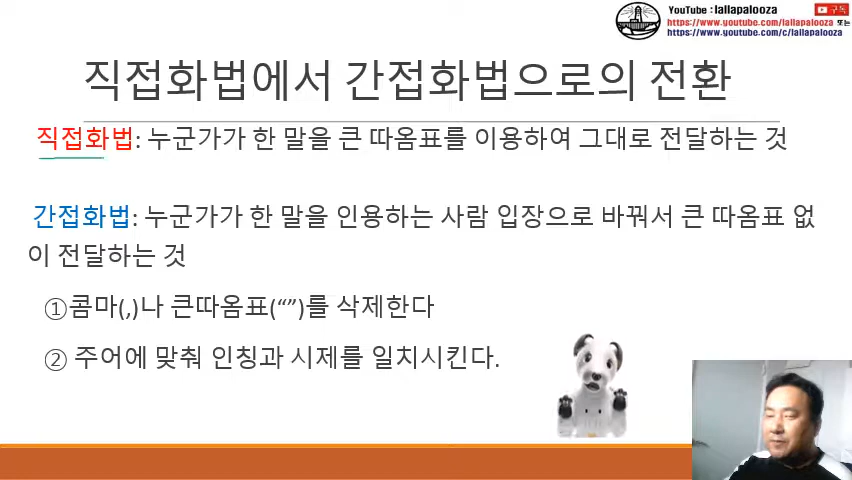 YouTube : lallapalooza
구독
https://www.youtube.com/lallapalooza 또는
https://www.youtube.com/c/lallapalooza
직접화법에서 간접화법으로의 전환
직접화법: 누군가가 한 말을 큰 따옴표를 이용하여 그대로 전달하는 것
간접화법: 누군가가 한 말을 인용하는 사람 입장으로 바꿔서 큰 따옴표 없
이 전달하는 것
①콤마(,)나 큰따옴표(“”)를 삭제한다
② 주어에 맞춰 인칭과 시제를 일치시킨다.